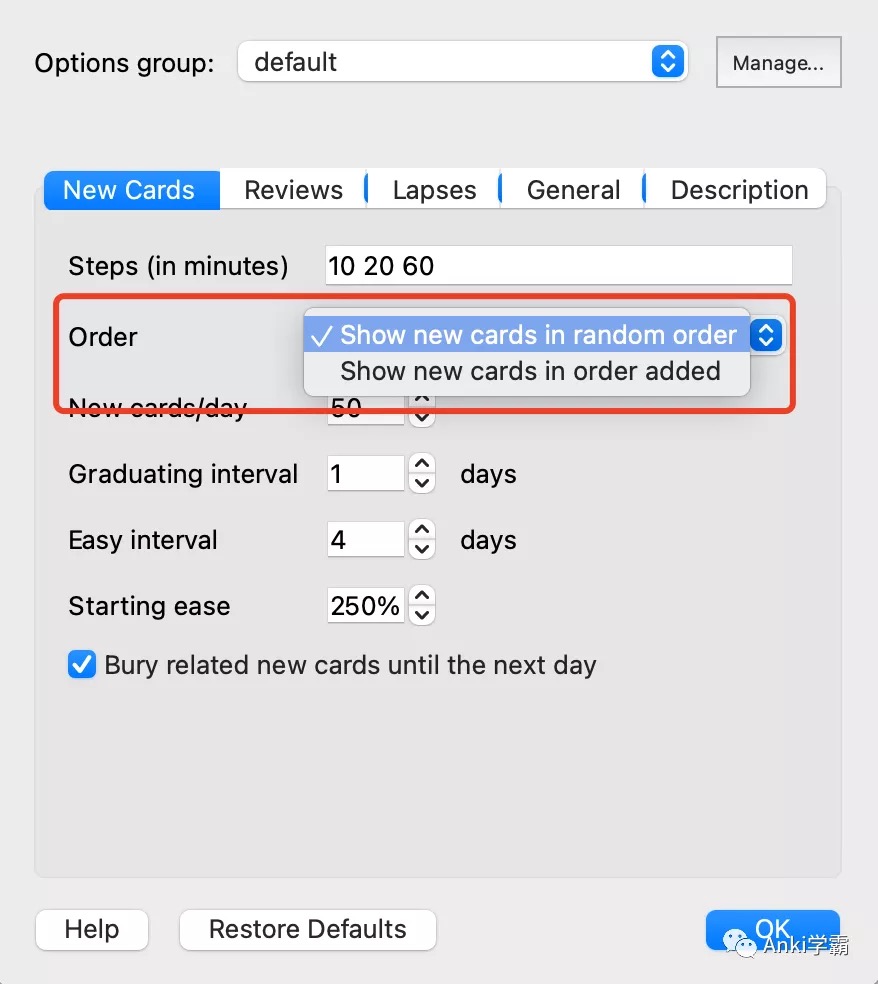 Options group: default Manage...
New Cards Reviews Lapses General Description
Steps (in minutes) 10 20 60
Order Show new cards in random order
Show new cards in order added
New cards/day 50
Graduating interval 1 days
Easy interval 4 days
Starting ease 250%
Bury related new cards until the next day
Help Restore Defaults OK
Anki学霸